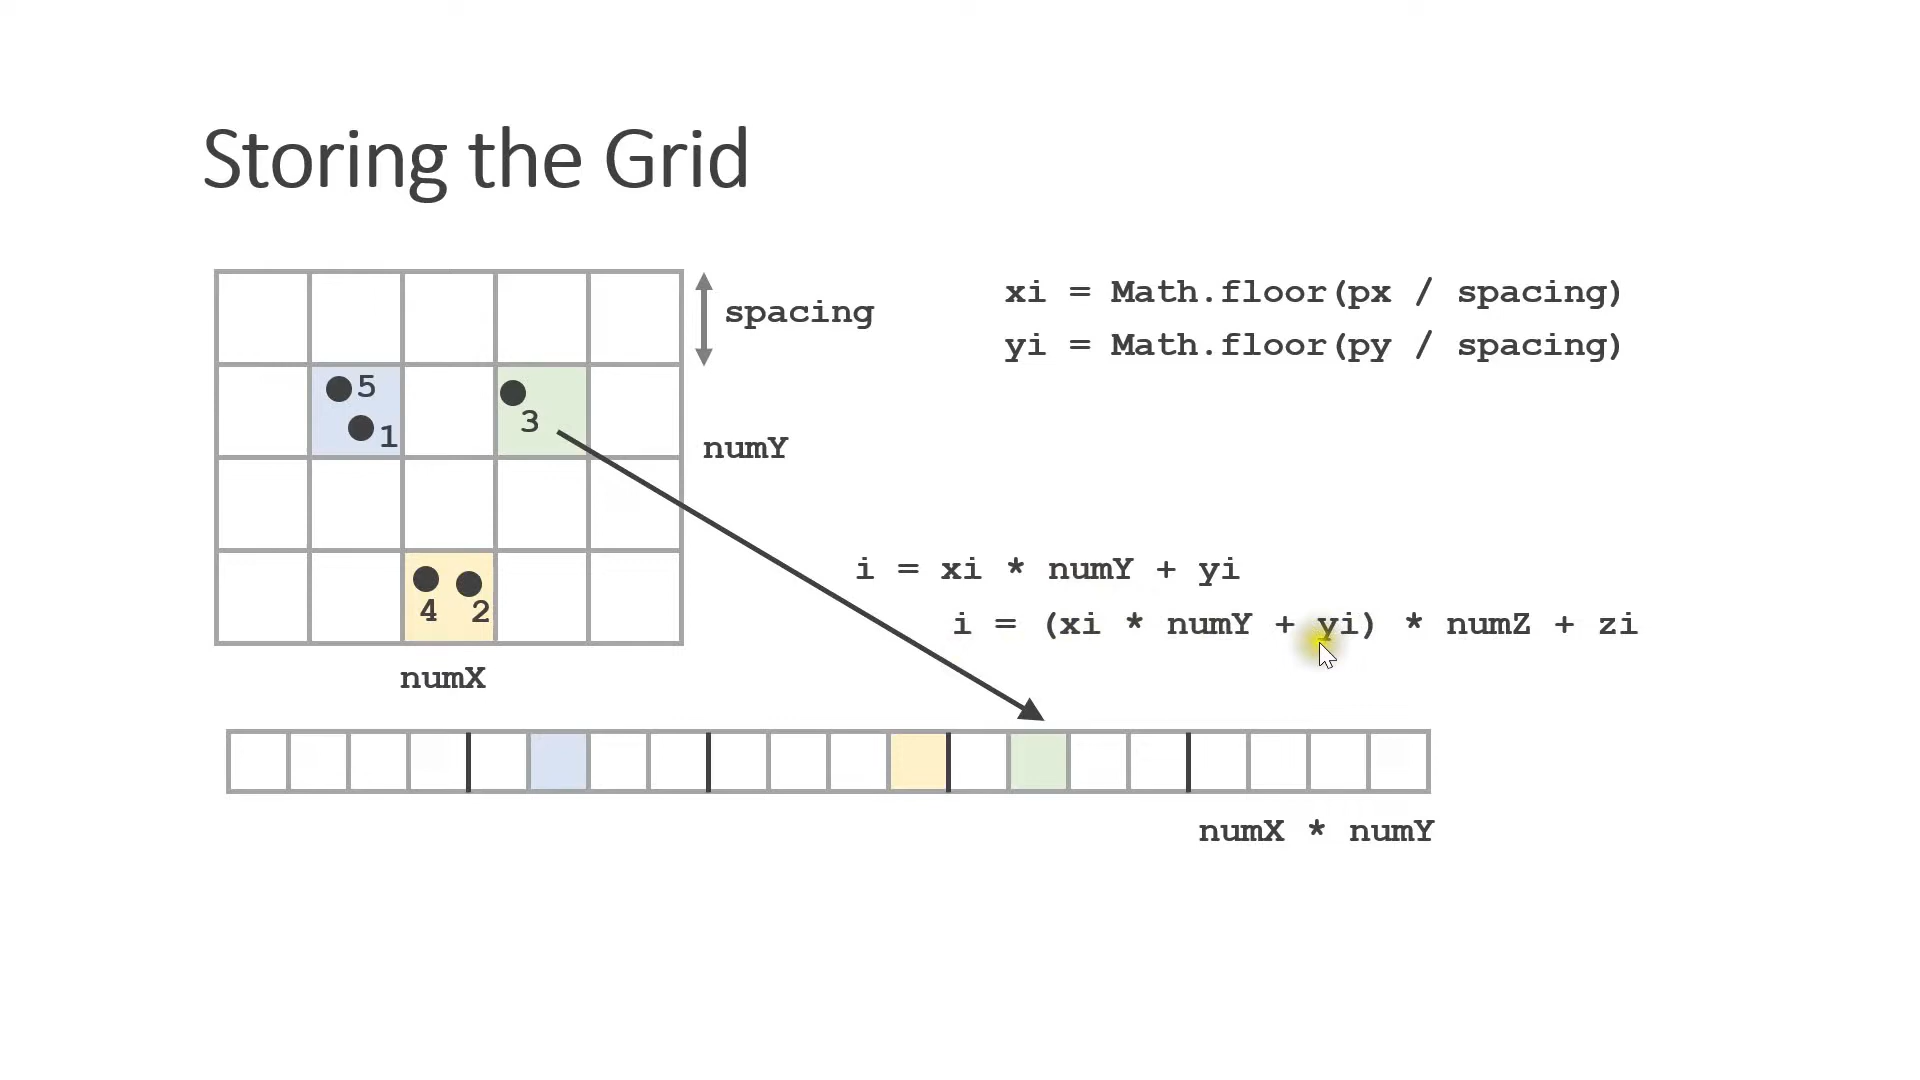 Storing the Grid
spacing
xi = Math.floor(px / spacing)
yi = Math.floor(py / spacing)
5
1
3
numY
4
2
i = xi * numY + yi
i = (xi * numY + yi) * numZ + zi
numX
numX * numY